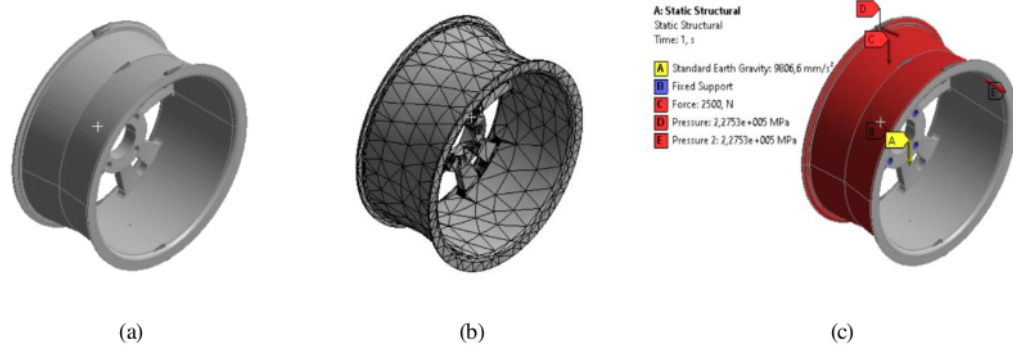 A: Static Structural
Static Structural
Time: 1, s
A Standard Earth Gravity: 9806,6 mm/s²
B Fixed Support
C Force: 2500, N
D Pressure: 2,2753e+005 MPa
E Pressure 2: 2,2753e+005 MPa
D
C
E
B
A
(a) (b) (c)